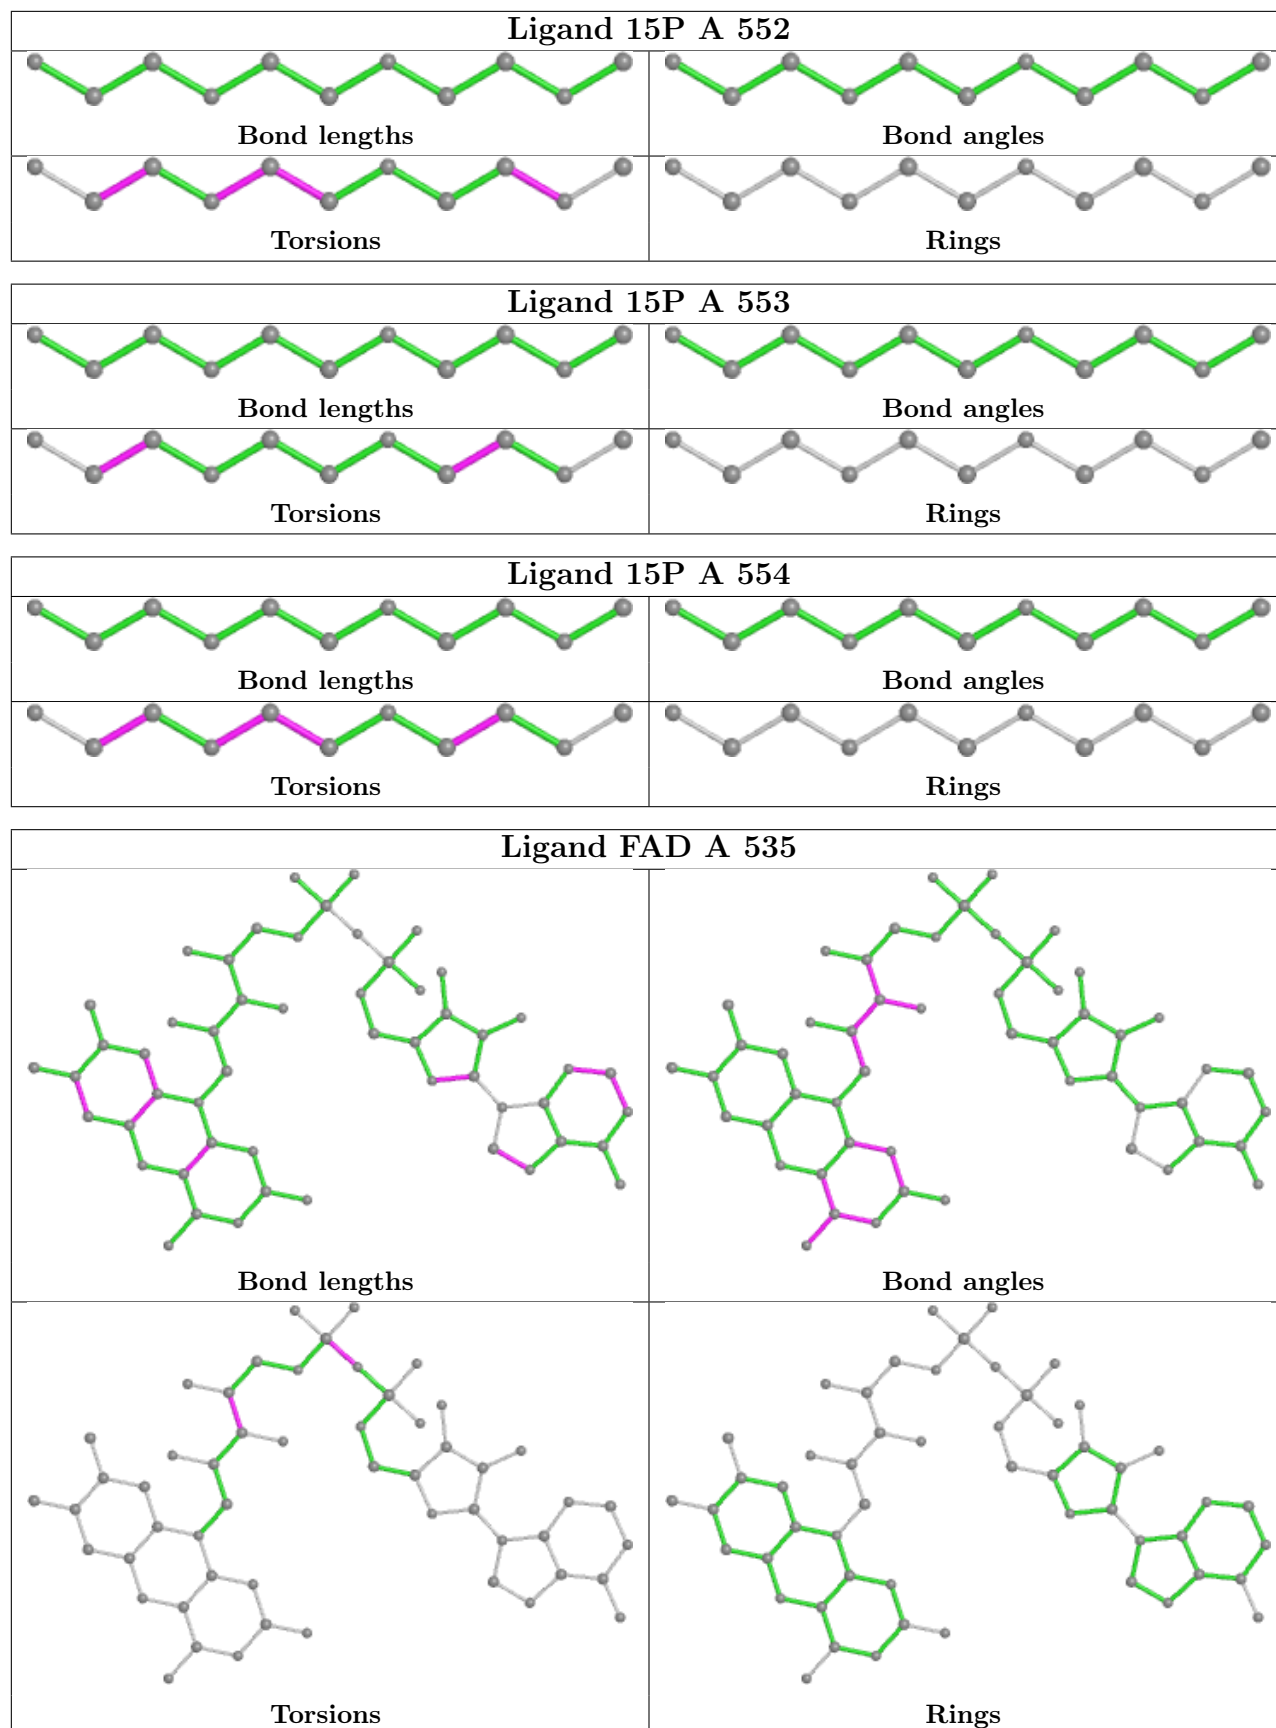 Ligand 15P A 552
Bond lengths
Bond angles
Torsions
Rings
Ligand 15P A 553
Bond lengths
Bond angles
Torsions
Rings
Ligand 15P A 554
Bond lengths
Bond angles
Torsions
Rings
Ligand FAD A 535
Bond lengths
Bond angles
Torsions
Rings